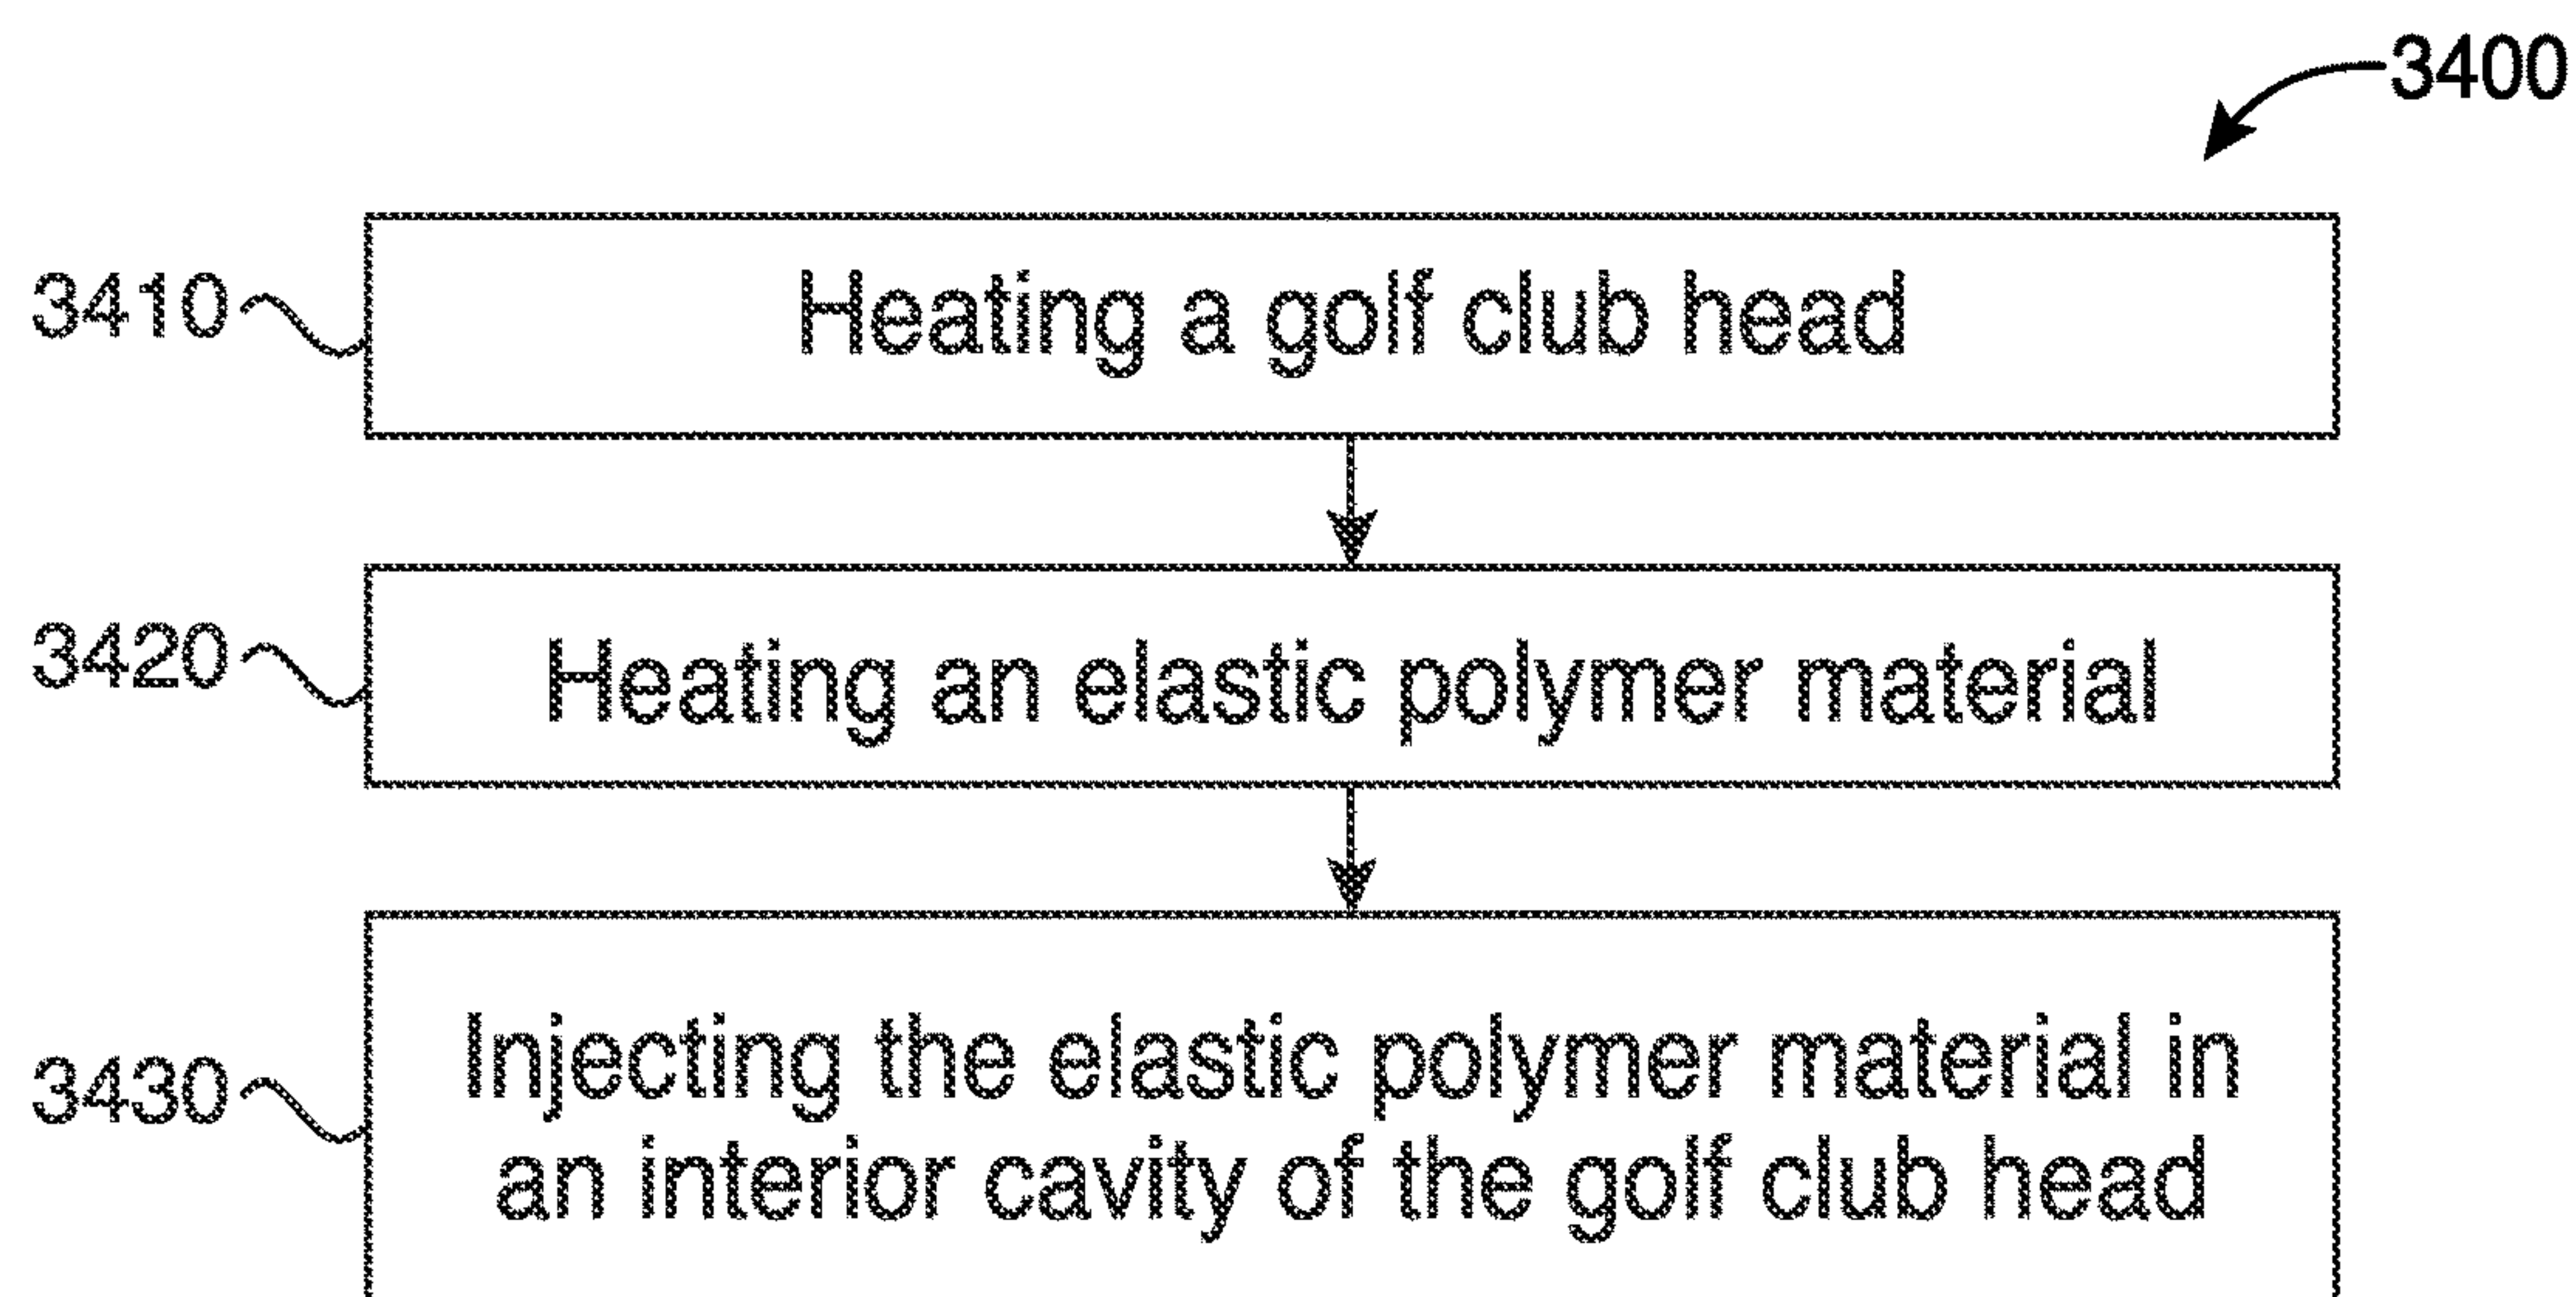 3400
3410 Heating a golf club head
3420 Heating an elastic polymer material
3430 Injecting the elastic polymer material in
an interior cavity of the golf club head